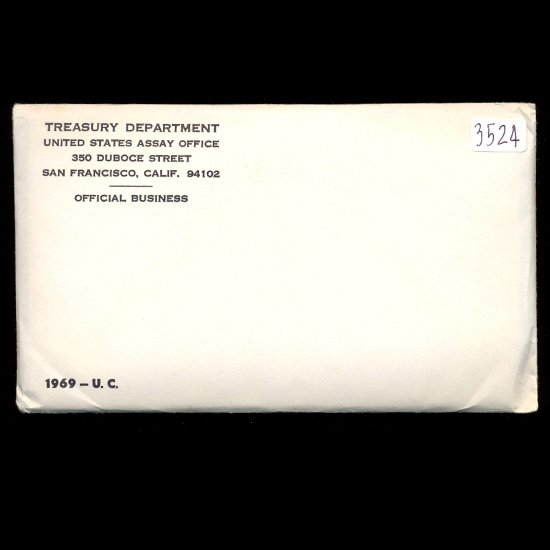 TREASURY DEPARTMENT
UNITED STATES ASSAY OFFICE
350 DUBOCE STREET
SAN FRANCISCO, CALIF. 94102
OFFICIAL BUSINESS
3524
1969 – U. C.